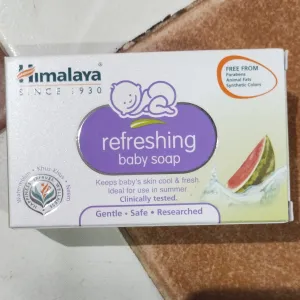 Himalaya
SINCE 1930
FREE FROM
Parabens
Animal Fats
Synthetic Colors
refreshing
baby soap
Keeps baby's skin cool & fresh
Ideal for use in summer
Clinically tested.
Gentle • Safe • Researched